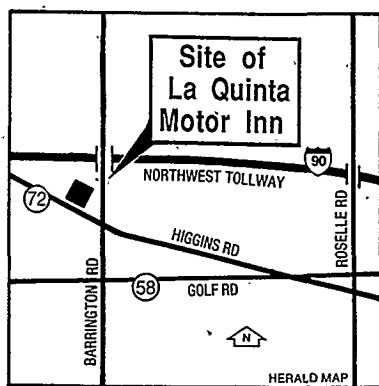 Site of
La Quinta
Motor Inn
90
NORTHWEST TOLLWAY
72
HIGGINS RD
ROSELLE RD
BARRINGTON RD
58
GOLF RD
N
HERALD MAP